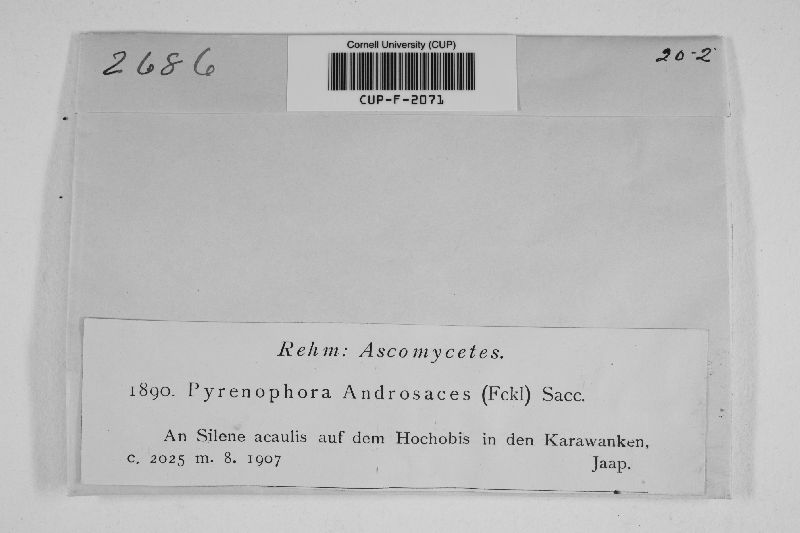 2686
Cornell University (CUP)
20-2
CUP-F-2071
Rehm: Ascomycetes.
1890. Pyrenophora Androsaces (Fckl) Sacc.
An Silene acaulis auf dem Hochobis in den Karawanken,
c. 2025 m. 8. 1907 Jaap.